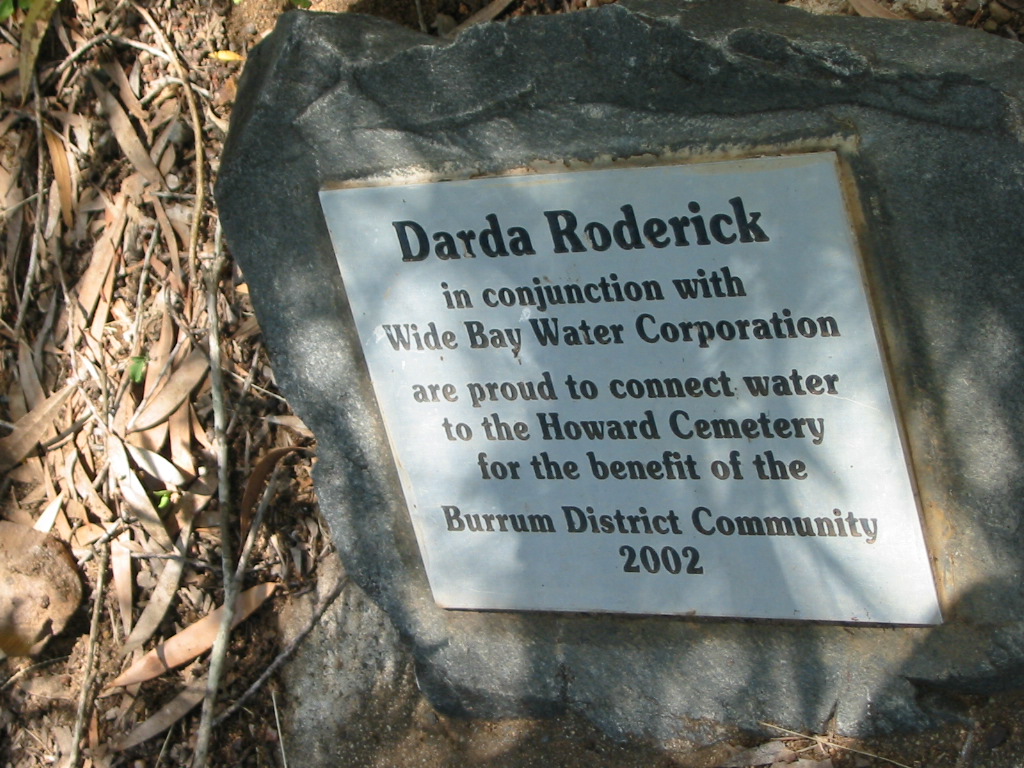 Darda Roderick
in conjunction with
Wide Bay Water Corporation
are proud to connect water
to the Howard Cemetery
for the benefit of the
Burrum District Community
2002